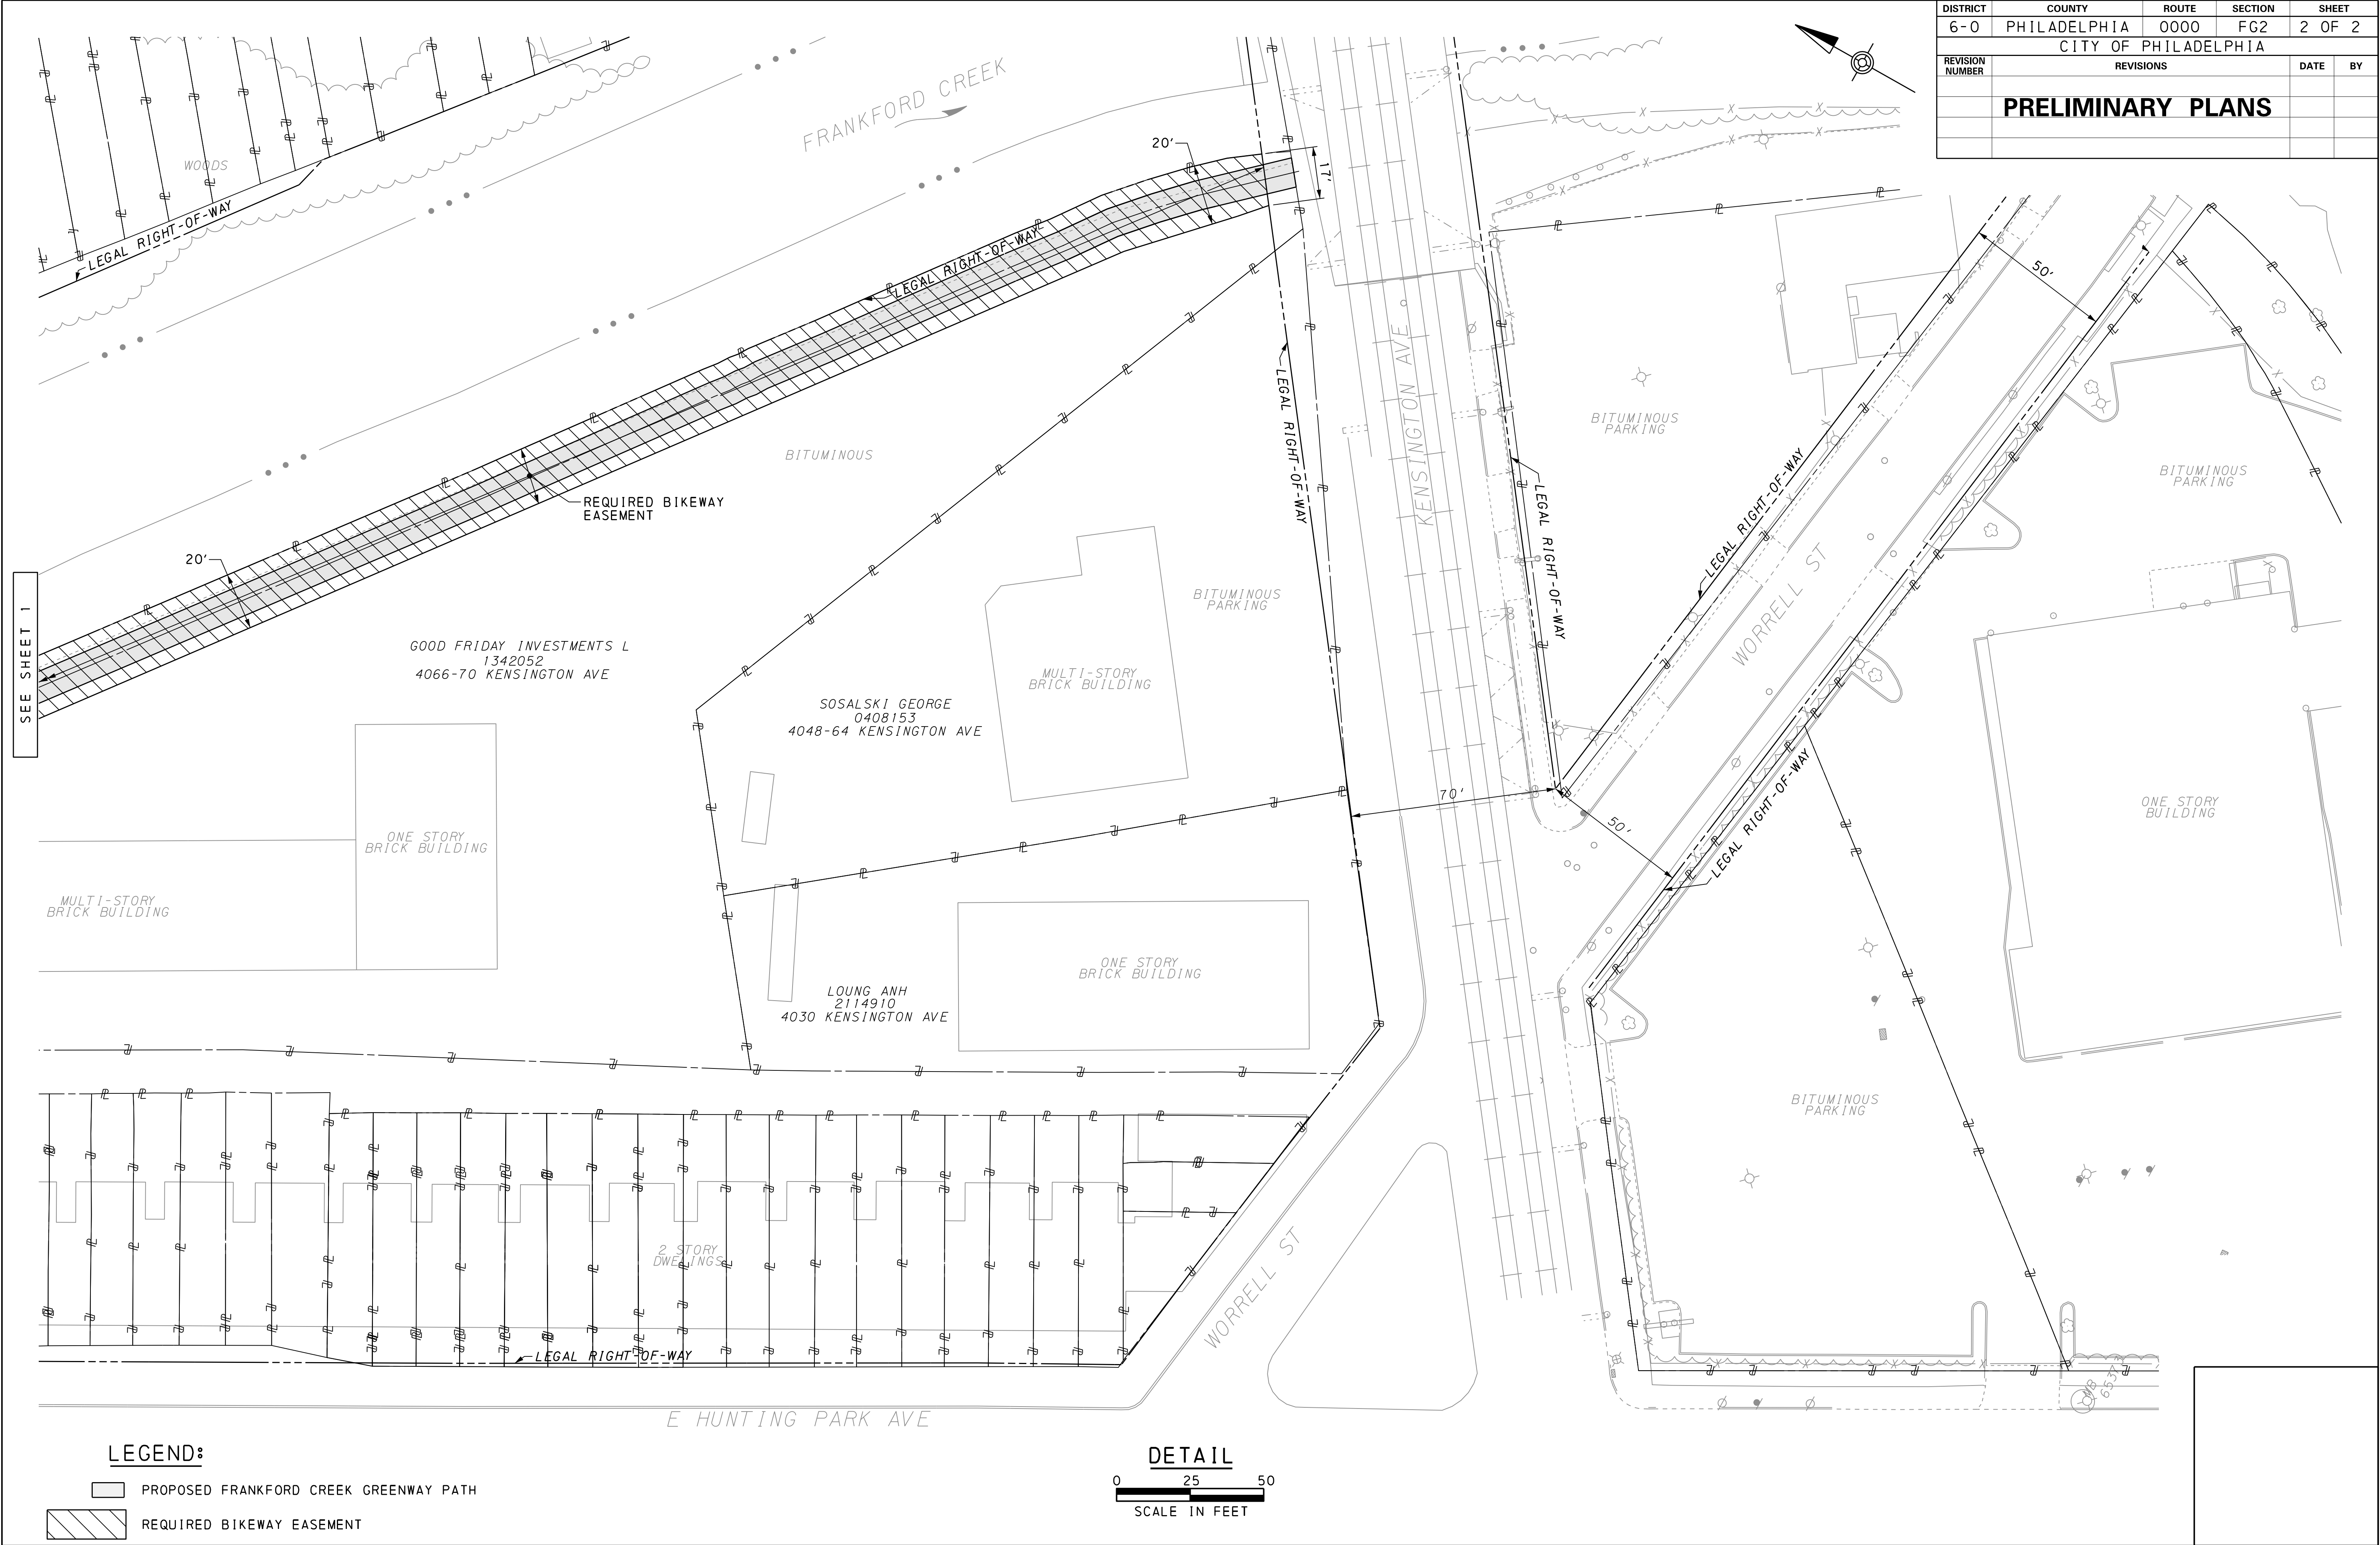 DISTRICT COUNTY ROUTE SECTION SHEET
6-0 PHILADELPHIA 0000 FG2 2 OF 2
CITY OF PHILADELPHIA
REVISION NUMBER REVISIONS DATE BY
PRELIMINARY PLANS
FRANKFORD CREEK
WOODS
LEGAL RIGHT-OF-WAY
20'
17'
LEGAL RIGHT-OF-WAY
50'
LEGAL RIGHT-OF-WAY
KENSINGTON AVE
BITUMINOUS
PARKING
BITUMINOUS
BITUMINOUS
PARKING
LEGAL RIGHT-OF-WAY
LEGAL RIGHT-OF-WAY
REQUIRED BIKEWAY
EASEMENT
20'
WORRELL ST
BITUMINOUS
PARKING
SEE SHEET 1
GOOD FRIDAY INVESTMENTS L
1342052
4066-70 KENSINGTON AVE
MULTI-STORY
BRICK BUILDING
SOSALSKI GEORGE
0408153
4048-64 KENSINGTON AVE
70'
50'
LEGAL RIGHT-OF-WAY
ONE STORY
BUILDING
ONE STORY
BRICK BUILDING
MULTI-STORY
BRICK BUILDING
ONE STORY
BRICK BUILDING
LOUNG ANH
2114910
4030 KENSINGTON AVE
BITUMINOUS
PARKING
2 STORY
DWELINGS
WORRELL ST
LEGAL RIGHT-OF-WAY
MB
E HUNTING PARK AVE
LEGEND:
PROPOSED FRANKFORD CREEK GREENWAY PATH
REQUIRED BIKEWAY EASEMENT
DETAIL
0 25 50
SCALE IN FEET